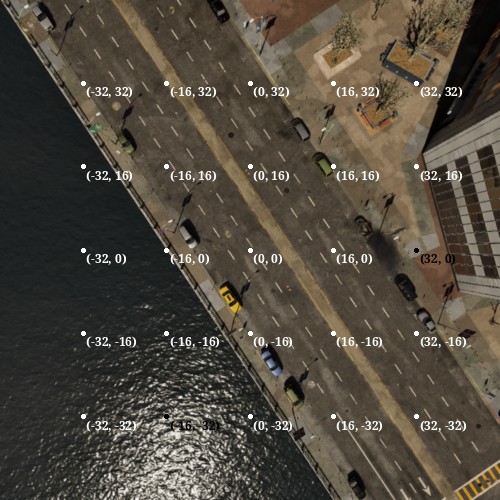 (-32, 32) (-16, 32) (0, 32) (16, 32) (32, 32)
(-32, 16) (-16, 16) (0, 16) (16, 16) (32, 16)
(-32, 0) (-16, 0) (0, 0) (16, 0) (32, 0)
(-32, -16) (-16, -16) (0, -16) (16, -16) (32, -16)
(-32, -32) (-16, -32) (0, -32) (16, -32) (32, -32)